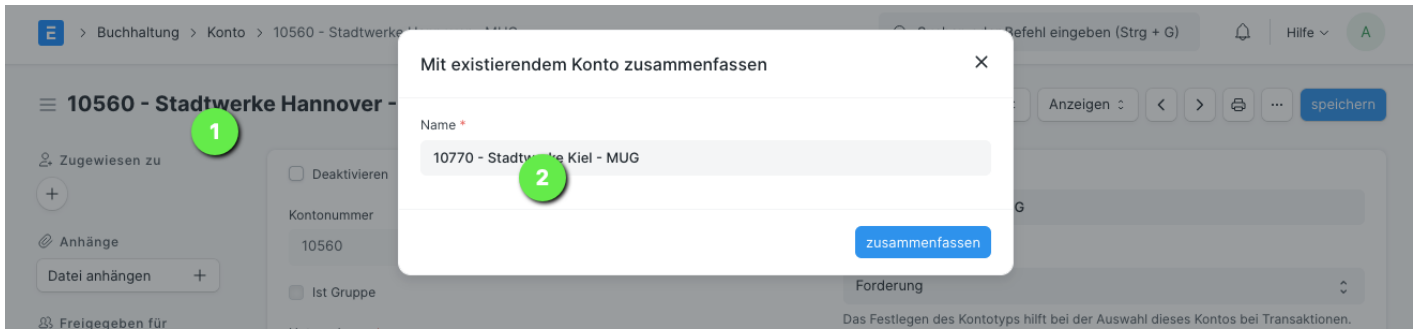 E > Buchhaltung > Konto > 10560 - Stadtwerke
Befehl eingeben (Strg + G)
Hilfe
A
Mit existierendem Konto zusammenfassen
10560 - Stadtwerke Hannover -
Anzeigen
...
speichern
1
Name *
Zugewiesen zu
10770 - Stadtwerke Kiel - MUG
2
Deaktivieren
+
Kontonummer
G
Anhänge
10560
zusammenfassen
Datei anhängen +
Ist Gruppe
Forderung
Freigegeben für
Das Festlegen des Kontotyps hilft bei der Auswahl dieses Kontos bei Transaktionen.